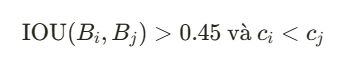 IOU(B_i, B_j) > 0.45 và c_i < c_j